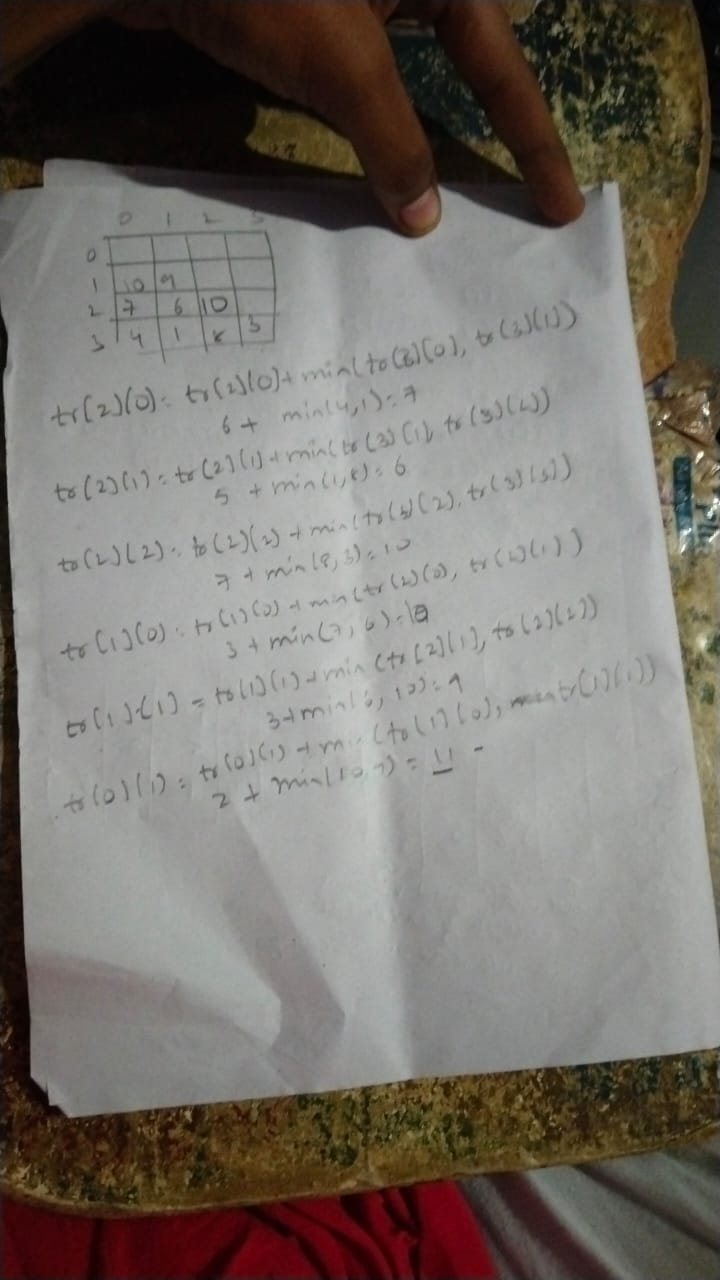 0 1 2 3
0
1 10 9
2 7 6 10
3 4 1 8 3
tr(2)(0) = tr(2)(0) + min(tr(3)(0), tr(3)(1))
6 + min(4,1) = 7
tr(2)(1) = tr(2)(1) + min(tr(3)(1), tr(3)(2))
5 + min(1,8) = 6
tr(2)(2) = tr(2)(2) + min(tr(3)(2), tr(3)(3))
7 + min(8,3) = 10
tr(1)(0) = tr(1)(0) + min(tr(2)(0), tr(2)(1))
3 + min(7,6) =
tr(1)(1) = tr(1)(1) + min(tr(2)(1), tr(2)(2))
3 + min(6, 10) = 9
tr(0)(1) = tr(0)(1) + min(tr(1)(0), tr(1)(1))
2 + min(10,9) = 11